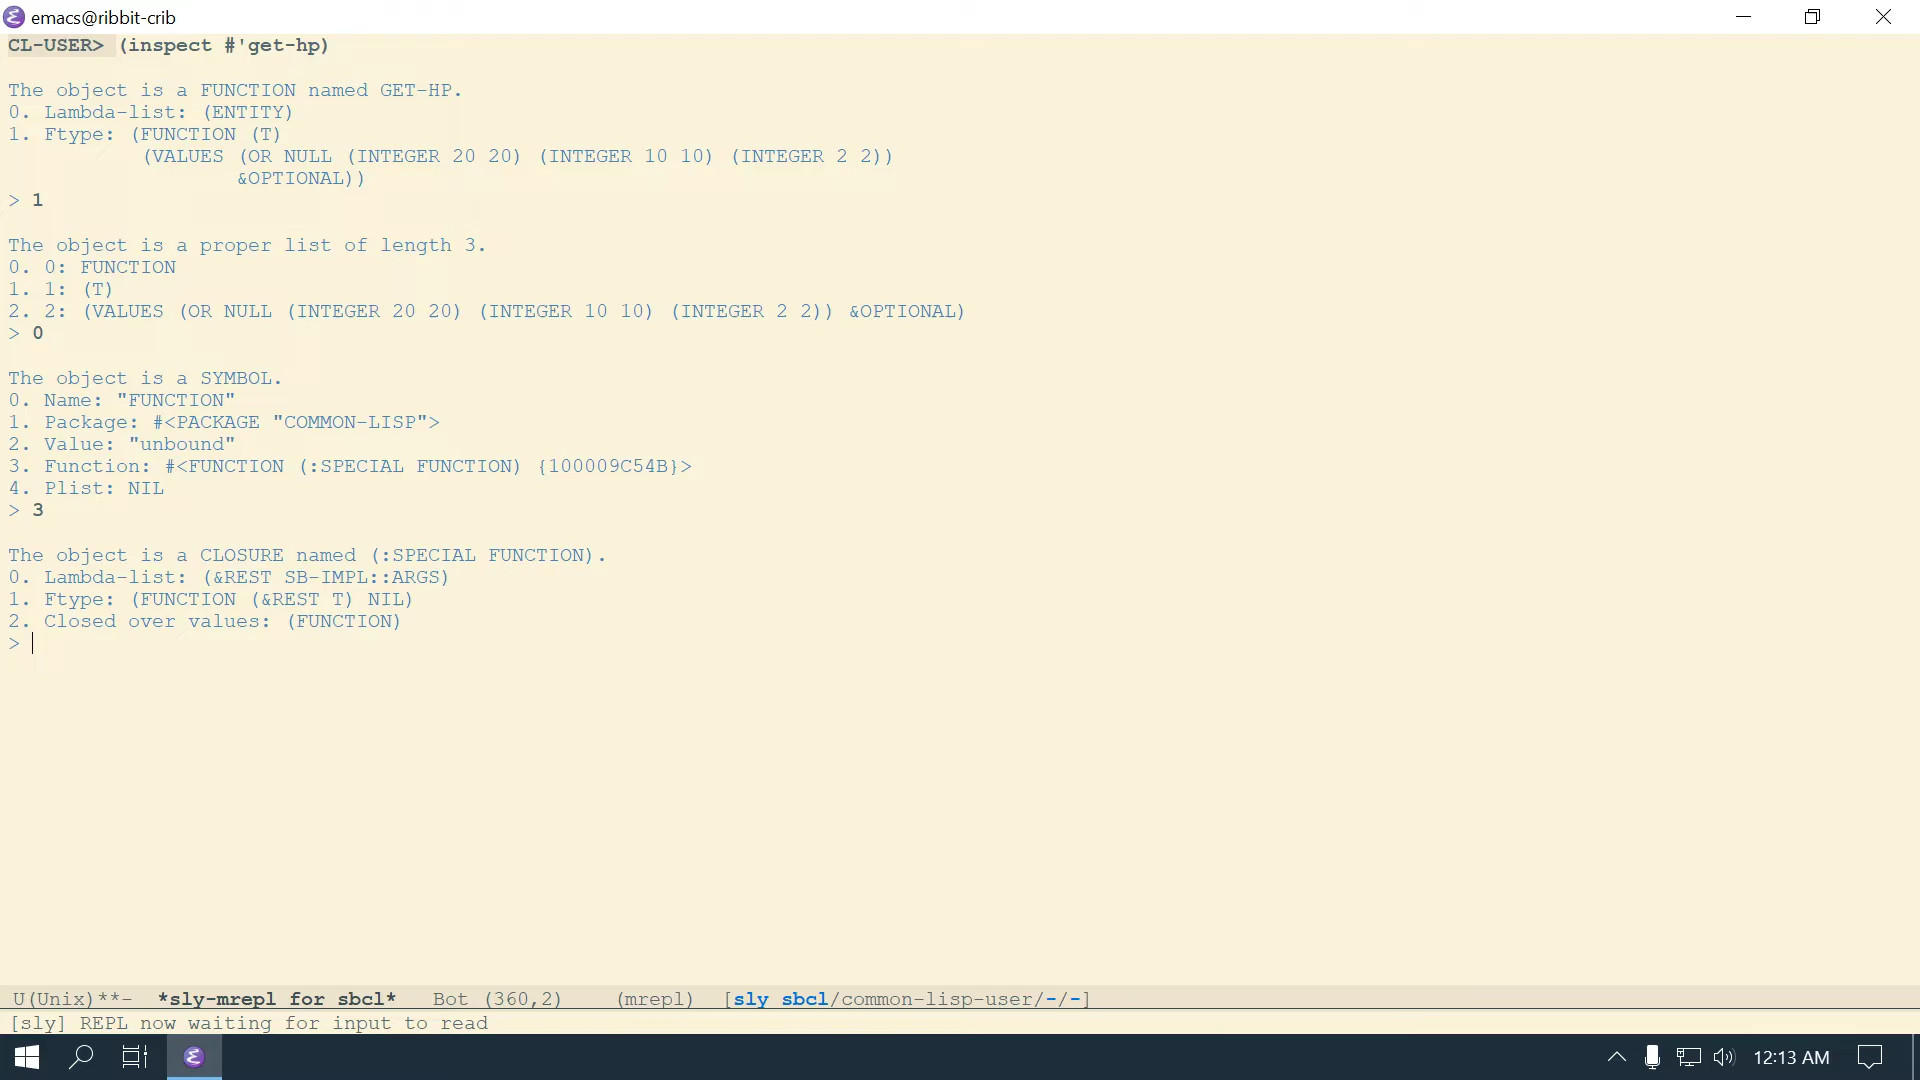 emacs@ribbit-crib
CL-USER> (inspect #'get-hp)
The object is a FUNCTION named GET-HP.
0. Lambda-list: (ENTITY)
1. Ftype: (FUNCTION (T)
(VALUES (OR NULL (INTEGER 20 20) (INTEGER 10 10) (INTEGER 2 2))
&OPTIONAL))
> 1
The object is a proper list of length 3.
0. 0: FUNCTION
1. 1: (T)
2. 2: (VALUES (OR NULL (INTEGER 20 20) (INTEGER 10 10) (INTEGER 2 2)) &OPTIONAL)
> 0
The object is a SYMBOL.
0. Name: "FUNCTION"
1. Package: #<PACKAGE "COMMON-LISP">
2. Value: "unbound"
3. Function: #<FUNCTION (:SPECIAL FUNCTION) {100009C54B}>
4. Plist: NIL
> 3
The object is a CLOSURE named (:SPECIAL FUNCTION).
0. Lambda-list: (&REST SB-IMPL::ARGS)
1. Ftype: (FUNCTION (&REST T) NIL)
2. Closed over values: (FUNCTION)
>
U(Unix)**-  *sly-mrepl for sbcl*   Bot (360,2)    (mrepl)  [sly sbcl/common-lisp-user/-/-]
[sly] REPL now waiting for input to read
12:13 AM